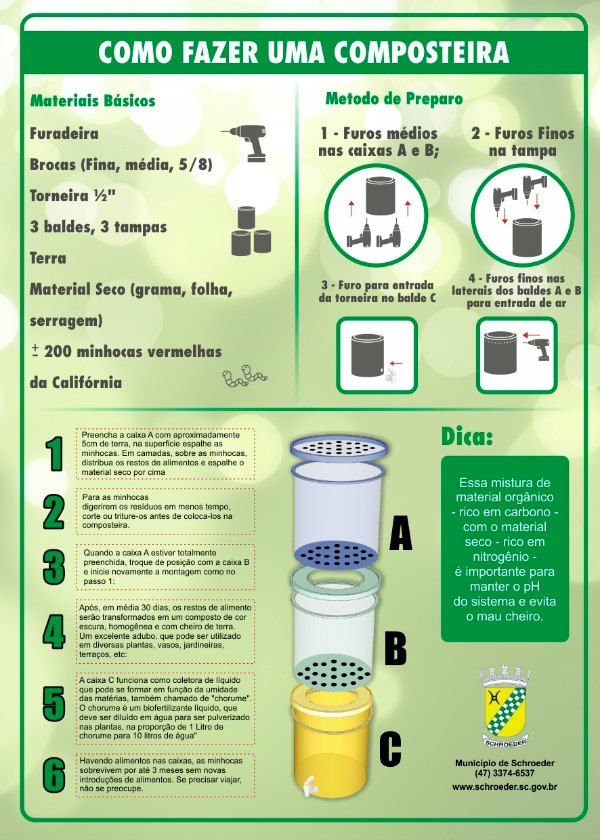 COMO FAZER UMA COMPOSTEIRA
Materiais Básicos
Furadeira
Brocas (Fina, média, 5/8)
Torneira ½"
3 baldes, 3 tampas
Terra
Material Seco (grama, folha,
serragem)
± 200 minhocas vermelhas
da Califórnia
Metodo de Preparo
1 - Furos médios
nas caixas A e B;
2 - Furos Finos
na tampa
3 - Furo para entrada
da torneira no balde C
4 - Furos finos nas
laterais dos baldes A e B
para entrada de ar
1
Preencha a caixa A com aproximadamente
5cm de terra, na superfície espalhe as
minhocas. Em camadas, sobre as minhocas,
distribua os restos de alimentos e espalhe o
material seco por cima
2
Para as minhocas
digerirem os resíduos em menos tempo,
corte ou triture-os antes de coloca-los na
composteira.
3
Quando a caixa A estiver totalmente
preenchida, troque de posição com a caixa B
e inicie novamente a montagem como no
passo 1:
4
Após, em média 30 dias, os restos de alimento
serão transformados em um composto de cor
escura, homogênea e com cheiro de terra.
Um excelente adubo, que pode ser utilizado
em diversas plantas, vasos, jardineiras,
terraços, etc:
5
A caixa C funciona como coletora de líquido
que pode se formar em função da umidade
das matérias, também chamado de "chorume".
O chorume é um biofertilizante líquido, que
deve ser diluído em água para ser pulverizado
nas plantas, na proporção de 1 Litro de
chorume para 10 litros de água"
6
Havendo alimentos nas caixas, as minhocas
sobrevivem por até 3 meses sem novas
introduções de alimentos. Se precisar viajar,
não se preocupe.
A
B
C
Dica:
Essa mistura de
material orgânico
- rico em carbono -
com o material
seco - rico em
nitrogênio -
é importante para
manter o pH
do sistema e evita
o mau cheiro.
SCHROEDER
Município de Schroeder
(47) 3374-6537
www.schroeder.sc.gov.br